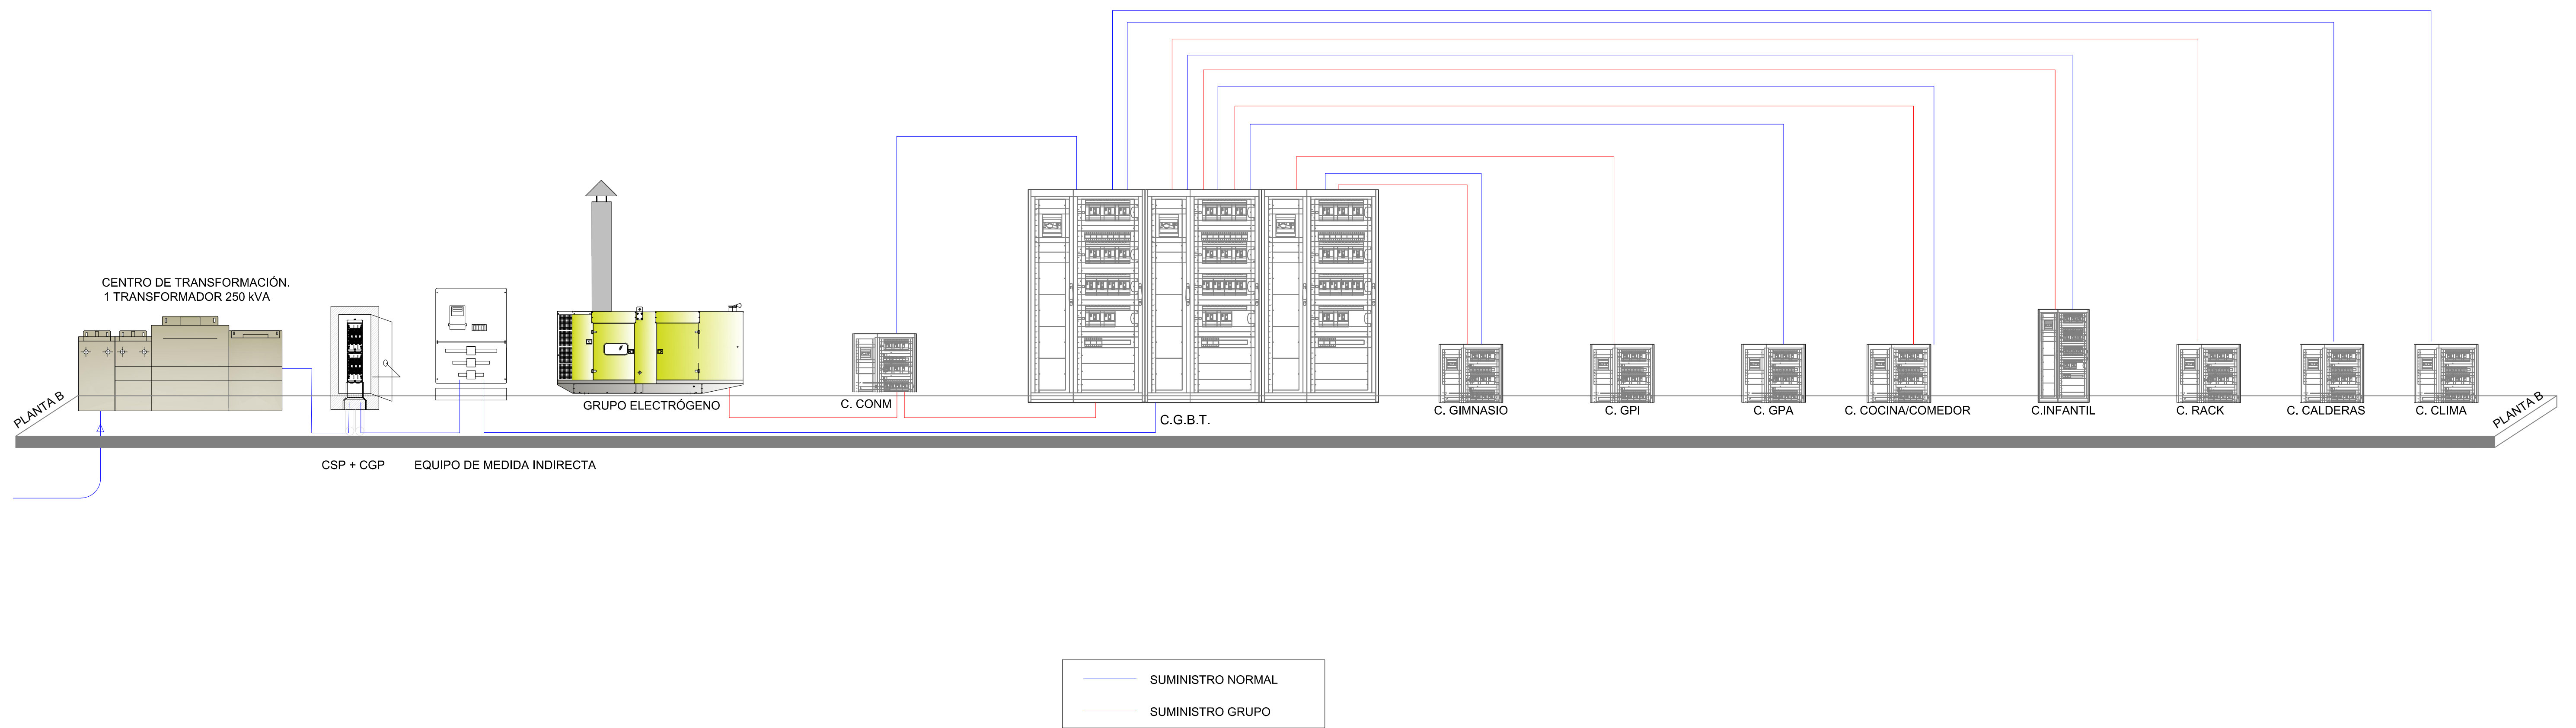 CENTRO DE TRANSFORMACIÓN.
1 TRANSFORMADOR 250 kVA
PLANTA B
CSP + CGP
EQUIPO DE MEDIDA INDIRECTA
GRUPO ELECTRÓGENO
C. CONM
C.G.B.T.
C. GIMNASIO
C. GPI
C. GPA
C. COCINA/COMEDOR
C.INFANTIL
C. RACK
C. CALDERAS
C. CLIMA
PLANTA B
SUMINISTRO NORMAL
SUMINISTRO GRUPO